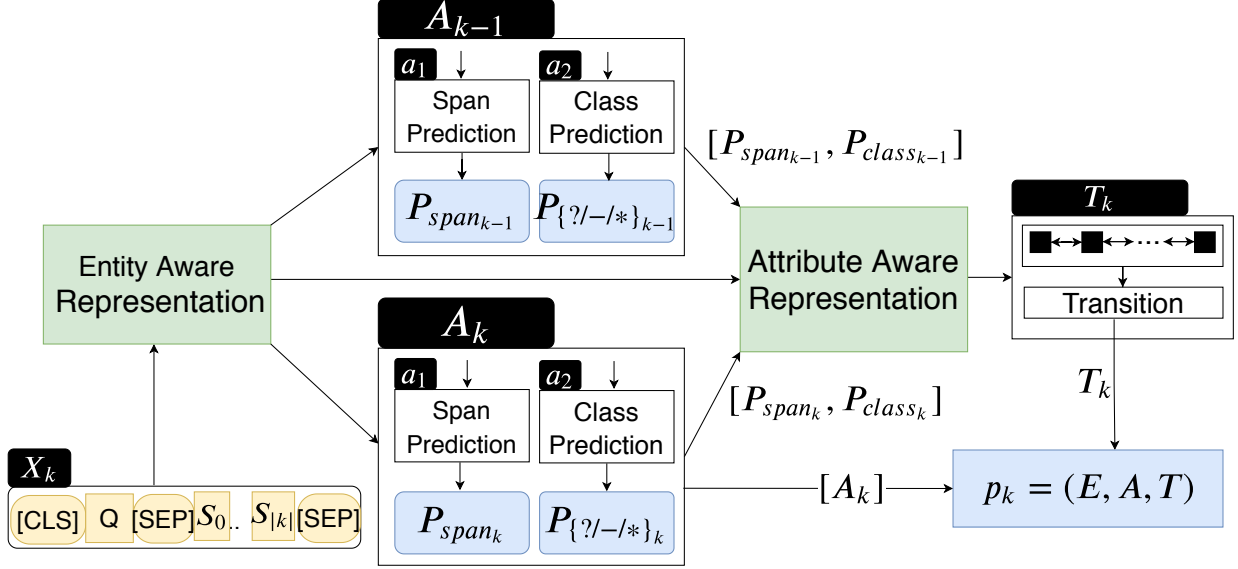 A_{k−1}
a_1
a_2
Span
Prediction
Class
Prediction
P_{span_{k−1}}
P_{{?/−/*}_{k−1}}
[P_{span_{k−1}}, P_{class_{k−1}}]
Entity Aware
Representation
Attribute Aware
Representation
T_k
...
Transition
A_k
a_1
a_2
Span
Prediction
Class
Prediction
P_{span_k}
P_{{?/−/*}_k}
[P_{span_k}, P_{class_k}]
T_k
[A_k]
p_k = (E, A, T)
X_k
[CLS] Q [SEP] S_0 .. S_{|k|} [SEP]